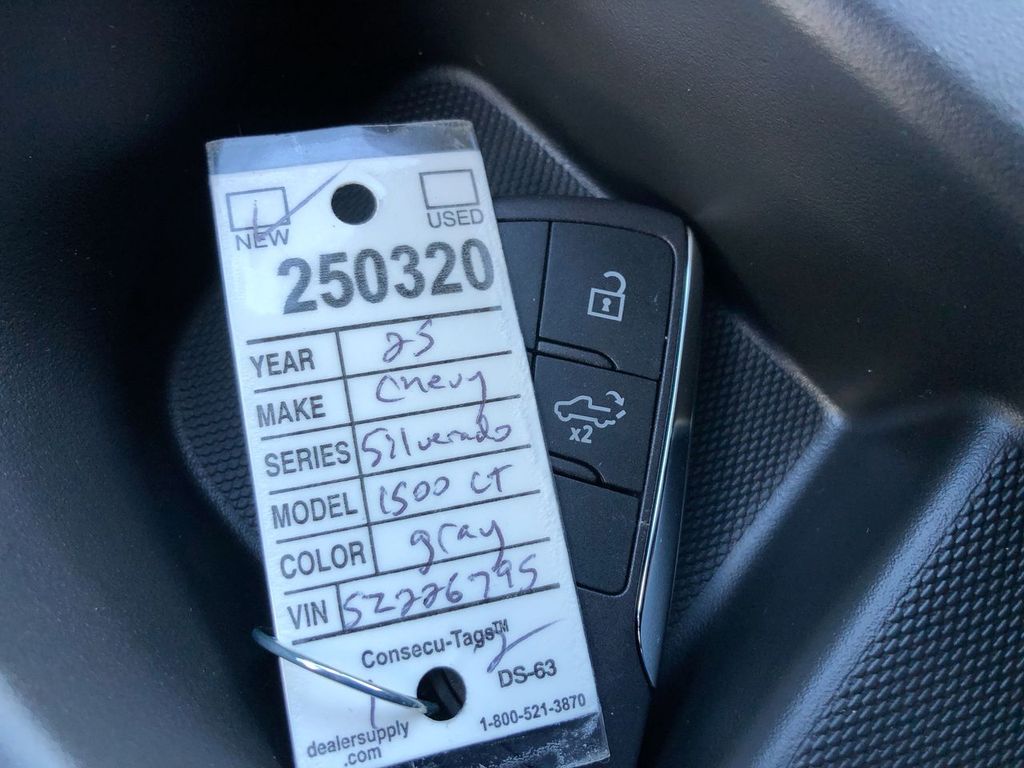 NEW USED
250320
YEAR 25
MAKE Chevy
SERIES Silverado
MODEL 1500 CT
COLOR gray
VIN SZ226795
Consecu-Tags™
DS-63
dealersupply
.com
1-800-521-3870
x2